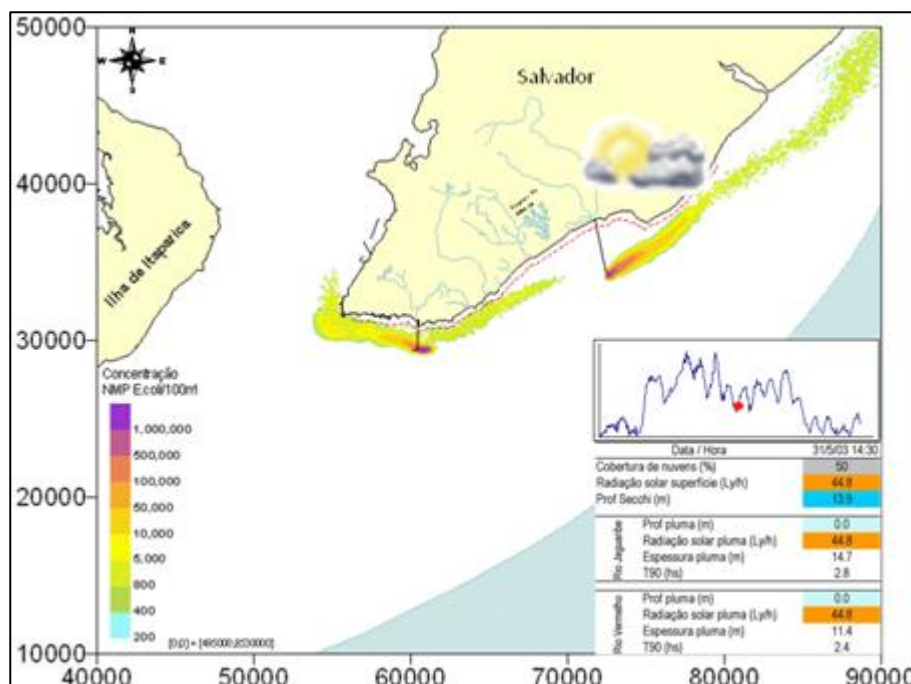 50000
40000
30000
20000
10000
40000
50000
60000
70000
80000
90000
N
W
E
S
Salvador
Ilha de Itaparica
Concentração
NMP E.coli/100ml
1,000,000
500,000
100,000
50,000
10,000
5,000
800
400
200
[0,0] = [495000,8530000]
Data / Hora 31/5/03 14:30
Cobertura de nuvens (%) 50
Radiação solar superfície (Ly/h) 44.8
Prof Secchi (m) 13.9
Rio Jaguaribe
Prof pluma (m) 0.0
Radiação solar pluma (Ly/h) 44.8
Espessura pluma (m) 14.7
T90 (hs) 2.8
Rio Vermelho
Prof pluma (m) 0.0
Radiação solar pluma (Ly/h) 44.8
Espessura pluma (m) 11.4
T90 (hs) 2.4